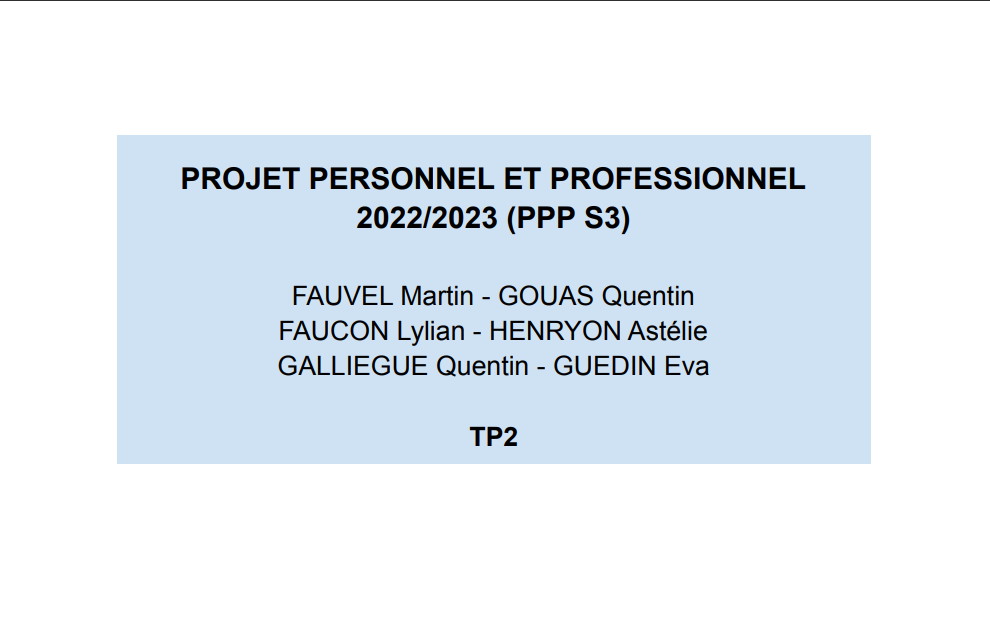 PROJET PERSONNEL ET PROFESSIONNEL
2022/2023 (PPP S3)
FAUVEL Martin - GOUAS Quentin
FAUCON Lylian - HENRYON Astélie
GALLIEGUE Quentin - GUEDIN Eva
TP2